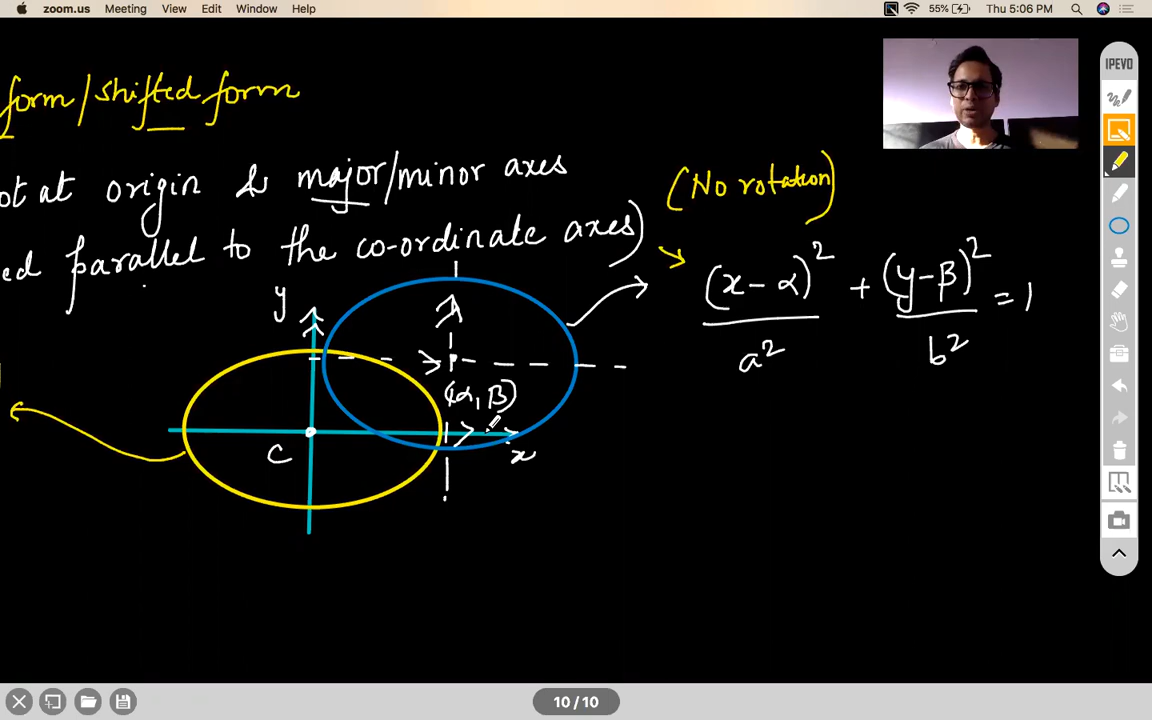 zoom.us Meeting View Edit Window Help 55% Thu 5:06 PM
IPEVO
form/shifted form
ot at origin & major/minor axes
(No rotation)
ed parallel to the co-ordinate axes)
(x-α)² + (y-β)² = 1
a² b²
y
(α, β)
C
x
10 / 10